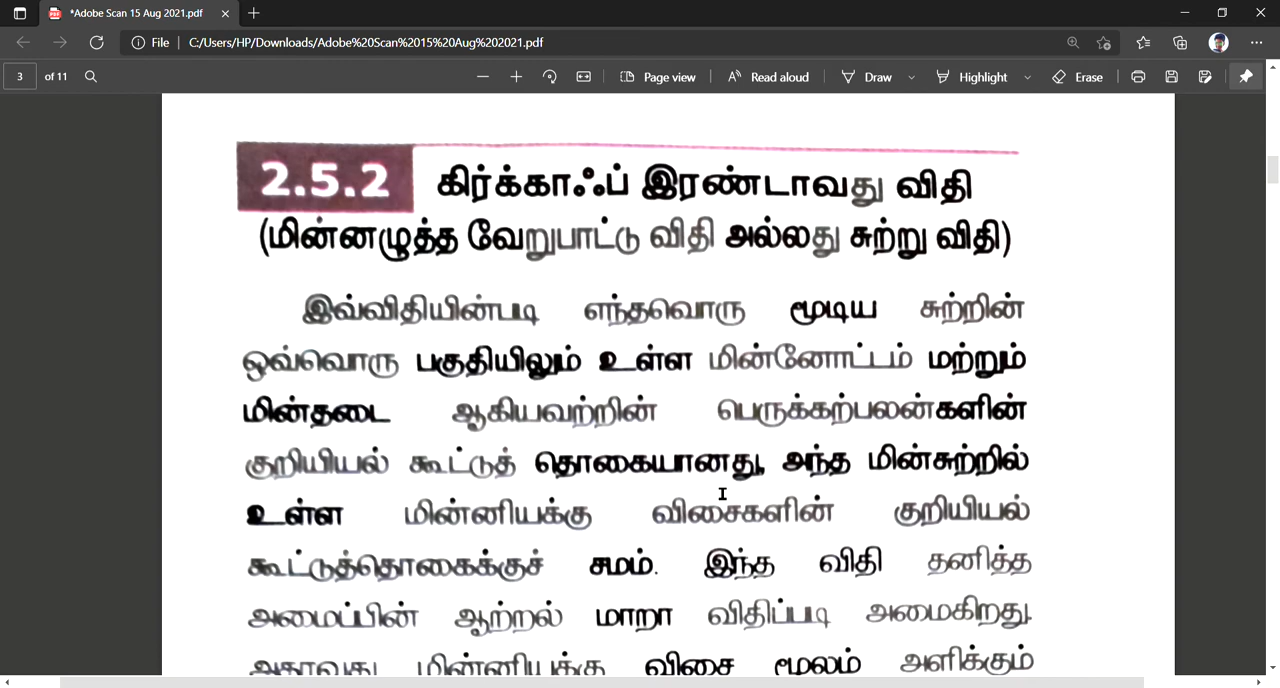 *Adobe Scan 15 Aug 2021.pdf
File C:/Users/HP/Downloads/Adobe%20Scan%2015%20Aug%202021.pdf
3 of 11 Page view Read aloud Draw Highlight Erase
2.5.2 கிர்க்காஃப் இரண்டாவது விதி
(மின்னழுத்த வேறுபாட்டு விதி அல்லது சுற்று விதி)
இவ்விதியின்படி எந்தவொரு மூடிய சுற்றின்
ஒவ்வொரு பகுதியிலும் உள்ள மின்னோட்டம் மற்றும்
மின்தடை ஆகியவற்றின் பெருக்கற்பலன்களின்
குறியியல் கூட்டுத் தொகையானது, அந்த மின்சுற்றில்
உள்ள மின்னியக்கு விசைகளின் குறியியல்
கூட்டுத்தொகைக்குச் சமம். இந்த விதி தனித்த
அமைப்பின் ஆற்றல் மாறா விதிப்படி அமைகிறது.
அதாவது மின்னியக்கு விசை மூலம் அளிக்கும்